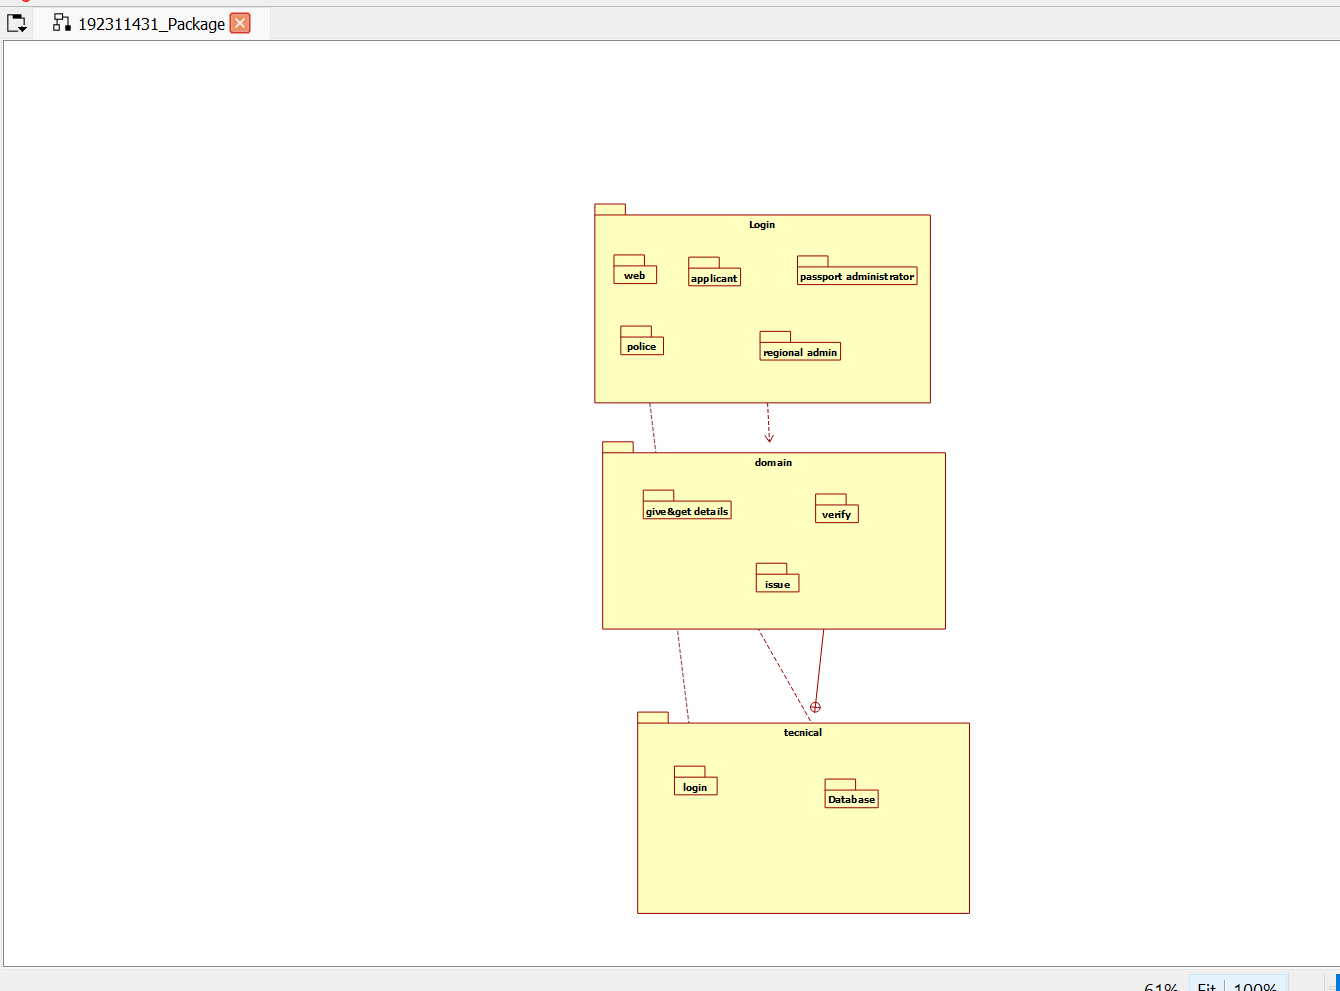 192311431_Package
Login
web
applicant
passport administrator
police
regional admin
domain
give&get details
verify
issue
tecnical
login
Database
61%
Fit
100%